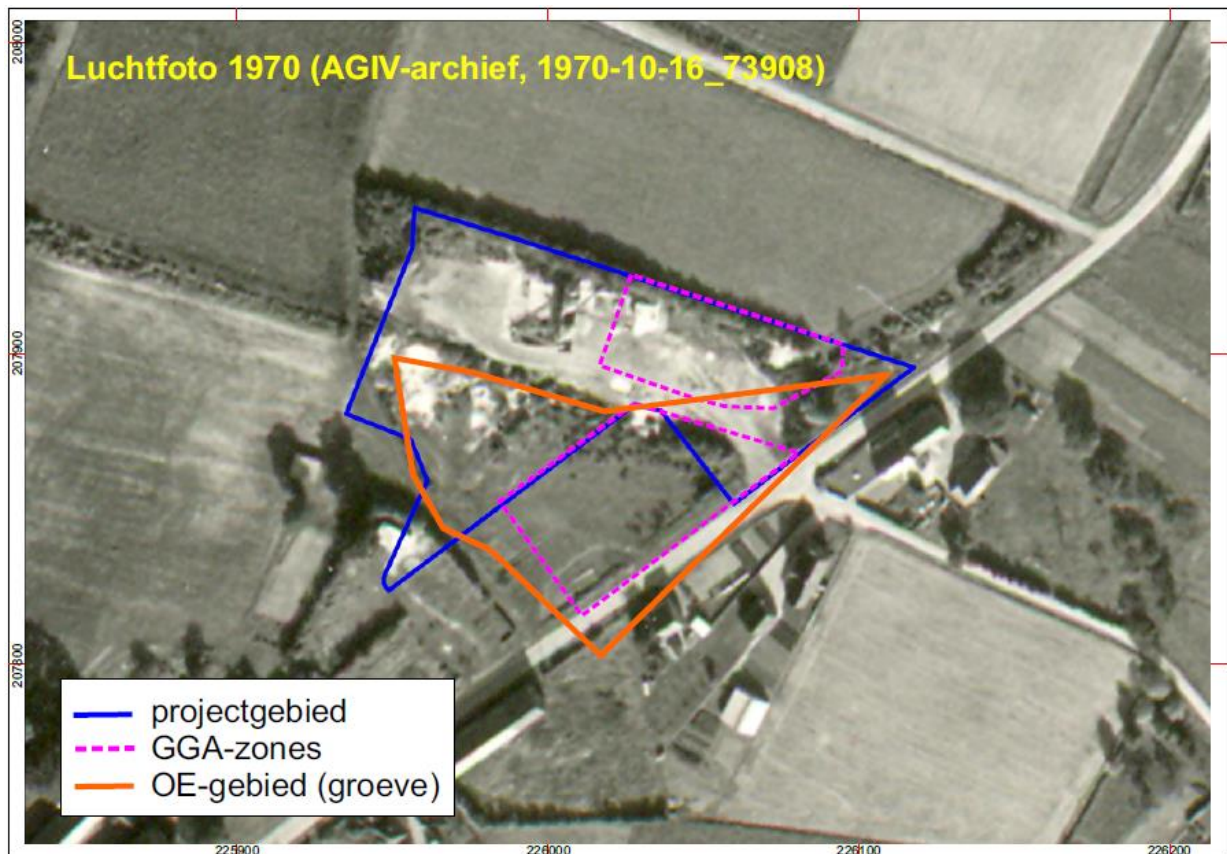 Luchtfoto 1970 (AGIV-archief, 1970-10-16_73908)
208000
207900
207800
projectgebied
GGA-zones
OE-gebied (groeve)
225900
226000
226100
226200